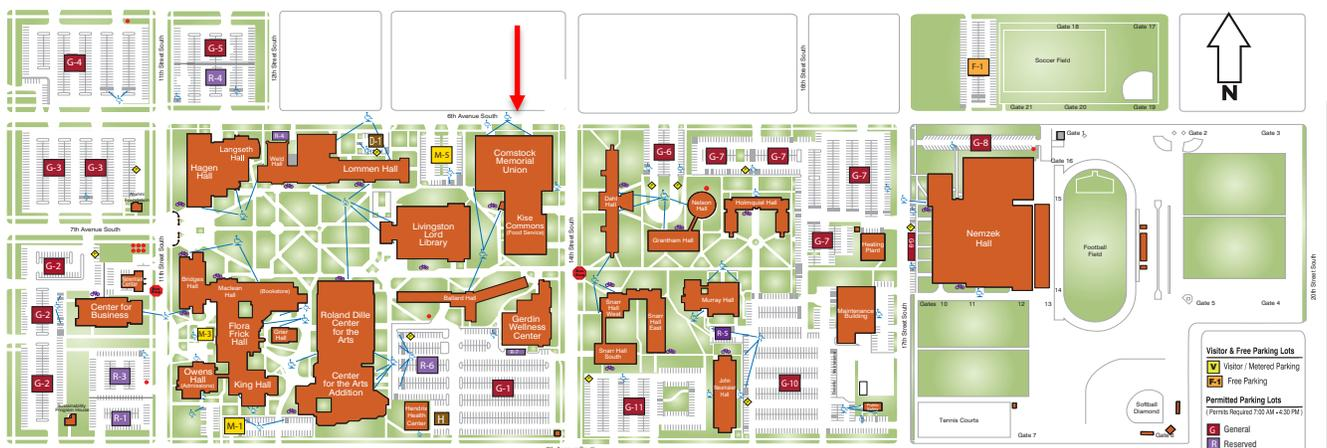 G-4
11th Street South
G-5
R-4
12th Street South
16th Street South
F-1
Gate 18
Gate 17
Soccer Field
Gate 21
Gate 20
Gate 19
N
6th Avenue South
G-3
G-3
7th Avenue South
Hagen
Hall
Langseth
Hall
R-4
Weld
Hall
D-1
Lommen Hall
M-5
Comstock
Memorial
Union
Kise
Commons
(Food Service)
Livingston
Lord
Library
14th Street South
Dahl
Hall
G-6
G-7
G-7
G-7
Nelson
Hall
Holmquist Hall
Grantham Hall
G-7
Heating
Plant
G-8
Gate 1
Gate 2
Gate 3
Gate 16
15
Nemzek
Hall
Football
Field
14
Gates
10
11
12
13
Gate 5
Gate 4
20th Street South
G-2
G-2
G-2
11th Street South
Center for
Business
R-3
R-1
Bridges
Hall
Maclean
Hall
(Bookstore)
M-3
Flora
Frick
Hall
Grier
Hall
Owens
Hall
(Admissions)
King Hall
M-1
Roland Dille
Center
for the
Arts
Center
for the Arts
Addition
Ballard Hall
Gerdin
Wellness
Center
R-6
G-1
Hendrix
Health
Center
H
Snarr
Hall
West
Snarr
Hall
East
Snarr Hall
South
Murray Hall
R-5
John
Neumaier
Hall
G-11
G-10
Maintenance
Building
17th Street South
Tennis Courts
Gate 7
Softball
Diamond
Visitor & Free Parking Lots
V Visitor / Metered Parking
F-1 Free Parking
Permitted Parking Lots
( Permits Required 7:00 AM - 4:30 PM )
G General
R Reserved